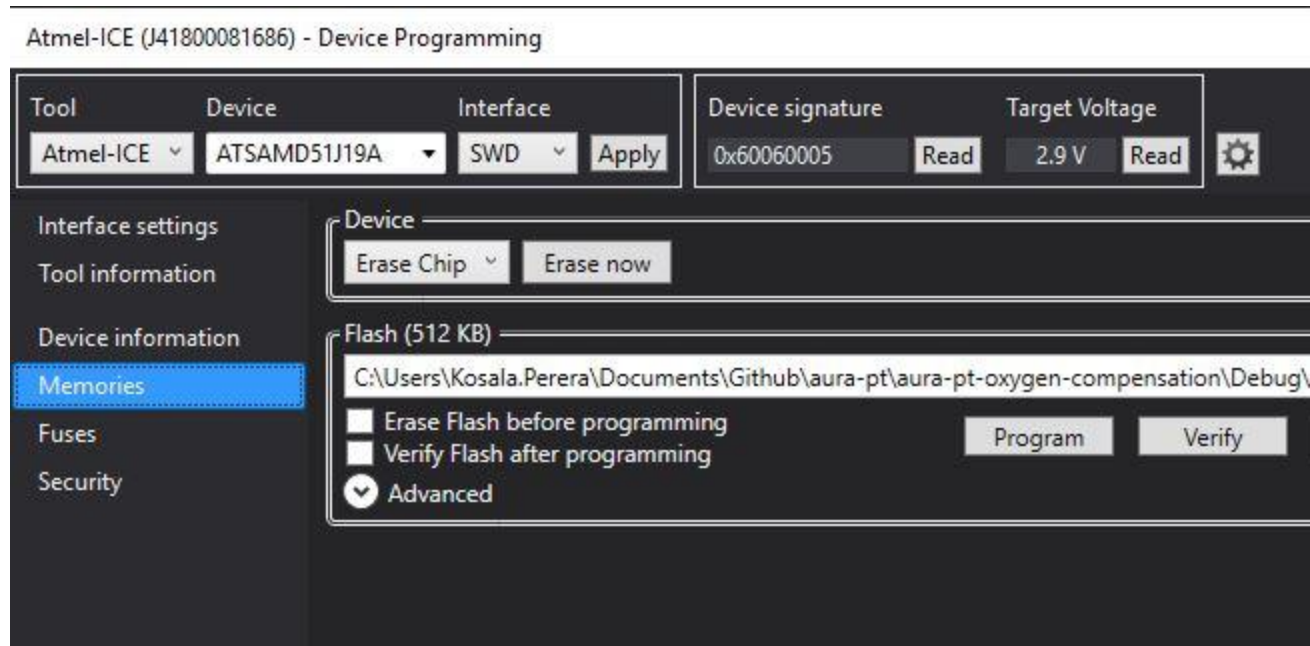 Atmel-ICE (J41800081686) - Device Programming
Tool Device Interface Device signature Target Voltage
Atmel-ICE ATSAMD51J19A SWD Apply 0x60060005 Read 2.9 V Read
Interface settings
Tool information
Device information
Memories
Fuses
Security
Device
Erase Chip Erase now
Flash (512 KB)
C:\Users\Kosala.Perera\Documents\Github\aura-pt\aura-pt-oxygen-compensation\Debug\
Erase Flash before programming
Verify Flash after programming
Program Verify
Advanced